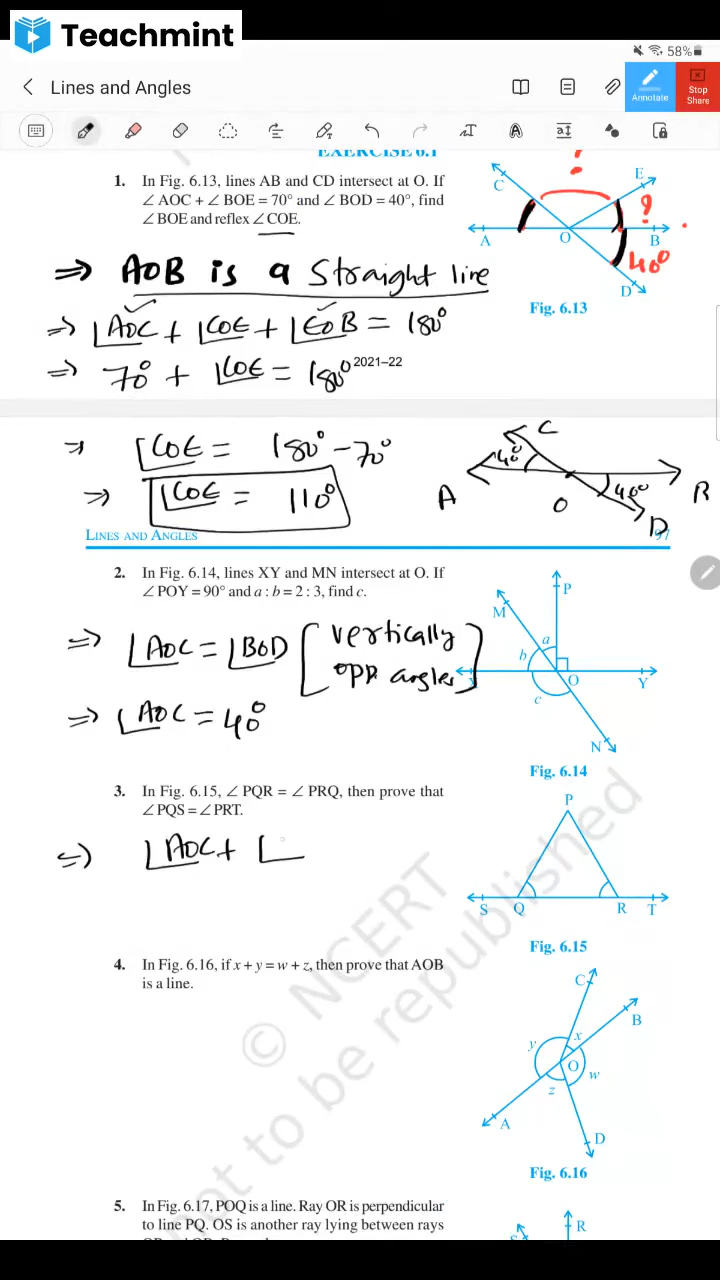 Teachmint
58%
Lines and Angles
Annotate
Stop
Share
EXERCISE 6.1
1. In Fig. 6.13, lines AB and CD intersect at O. If
∠ AOC + ∠ BOE = 70° and ∠ BOD = 40°, find
∠ BOE and reflex ∠ COE.
C
E
?
?
A
O
B
40°
D
Fig. 6.13
⇒ AOB is a straight line
⇒ ∠AOC + ∠COE + ∠EOB = 180°
⇒ 70° + ∠COE = 180°
2021–22
⇒ ∠COE = 180° - 70°
⇒ ∠COE = 110°
C
40°
40°
A
O
B
D
LINES AND ANGLES
97
2. In Fig. 6.14, lines XY and MN intersect at O. If
∠ POY = 90° and a : b = 2 : 3, find c.
P
M
a
b
O
Y
c
N
Fig. 6.14
⇒ ∠AOC = ∠BOD [vertically
opp angles]
⇒ ∠AOC = 40°
3. In Fig. 6.15, ∠ PQR = ∠ PRQ, then prove that
∠ PQS = ∠ PRT.
P
S
Q
R
T
Fig. 6.15
⇒ ∠AOC + ∠
4. In Fig. 6.16, if x + y = w + z, then prove that AOB
is a line.
C
B
y
x
O
w
z
A
D
Fig. 6.16
5. In Fig. 6.17, POQ is a line. Ray OR is perpendicular
to line PQ. OS is another ray lying between rays
R
© NCERT
not to be republished